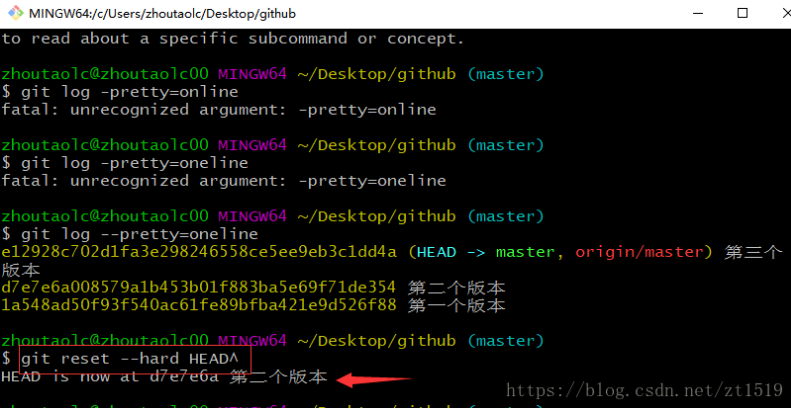 MINGW64:/c/Users/zhoutaolc/Desktop/github
to read about a specific subcommand or concept.
zhoutaolc@zhoutaolc00 MINGW64 ~/Desktop/github (master)
$ git log -pretty=online
fatal: unrecognized argument: -pretty=online
zhoutaolc@zhoutaolc00 MINGW64 ~/Desktop/github (master)
$ git log -pretty=oneline
fatal: unrecognized argument: -pretty=oneline
zhoutaolc@zhoutaolc00 MINGW64 ~/Desktop/github (master)
$ git log --pretty=oneline
e12928c702d1fa3e298246558ce5ee9eb3c1dd4a (HEAD -> master, origin/master) 第三个
版本
d7e7e6a008579a1b453b01f883ba5e69f71de354 第二个版本
1a548ad50f93f540ac61fe89bfba421e9d526f88 第一个版本
zhoutaolc@zhoutaolc00 MINGW64 ~/Desktop/github (master)
$ git reset --hard HEAD^
HEAD is now at d7e7e6a 第二个版本
https://blog.csdn.net/zt1519